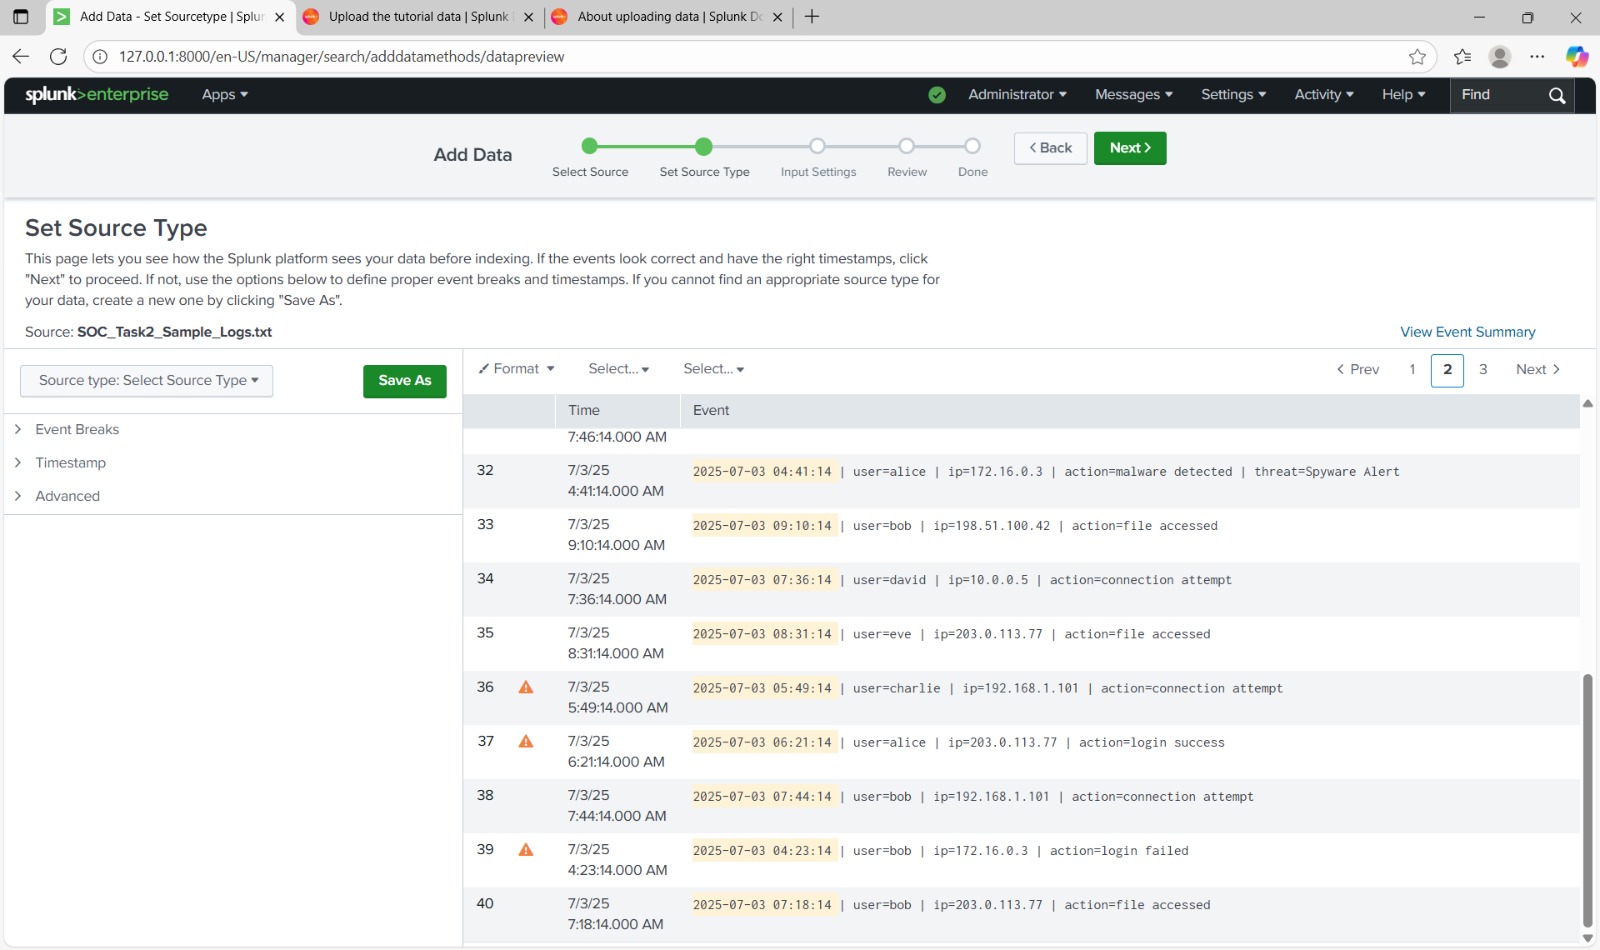 Add Data - Set Sourcetype | Splun
Upload the tutorial data | Splunk
About uploading data | Splunk Do
127.0.0.1:8000/en-US/manager/search/adddatamethods/datapreview
splunk>enterprise
Apps
Administrator
Messages
Settings
Activity
Help
Find
Add Data
Select Source
Set Source Type
Input Settings
Review
Done
< Back
Next >
Set Source Type
This page lets you see how the Splunk platform sees your data before indexing. If the events look correct and have the right timestamps, click
"Next" to proceed. If not, use the options below to define proper event breaks and timestamps. If you cannot find an appropriate source type for
your data, create a new one by clicking "Save As".
Source: SOC_Task2_Sample_Logs.txt
View Event Summary
Source type: Select Source Type
Save As
Event Breaks
Timestamp
Advanced
Format
Select...
Select...
< Prev 1 2 3 Next >
Time Event
7:46:14.000 AM
32 7/3/25 2025-07-03 04:41:14 | user=alice | ip=172.16.0.3 | action=malware detected | threat=Spyware Alert
4:41:14.000 AM
33 7/3/25 2025-07-03 09:10:14 | user=bob | ip=198.51.100.42 | action=file accessed
9:10:14.000 AM
34 7/3/25 2025-07-03 07:36:14 | user=david | ip=10.0.0.5 | action=connection attempt
7:36:14.000 AM
35 7/3/25 2025-07-03 08:31:14 | user=eve | ip=203.0.113.77 | action=file accessed
8:31:14.000 AM
36 7/3/25 2025-07-03 05:49:14 | user=charlie | ip=192.168.1.101 | action=connection attempt
5:49:14.000 AM
37 7/3/25 2025-07-03 06:21:14 | user=alice | ip=203.0.113.77 | action=login success
6:21:14.000 AM
38 7/3/25 2025-07-03 07:44:14 | user=bob | ip=192.168.1.101 | action=connection attempt
7:44:14.000 AM
39 7/3/25 2025-07-03 04:23:14 | user=bob | ip=172.16.0.3 | action=login failed
4:23:14.000 AM
40 7/3/25 2025-07-03 07:18:14 | user=bob | ip=203.0.113.77 | action=file accessed
7:18:14.000 AM